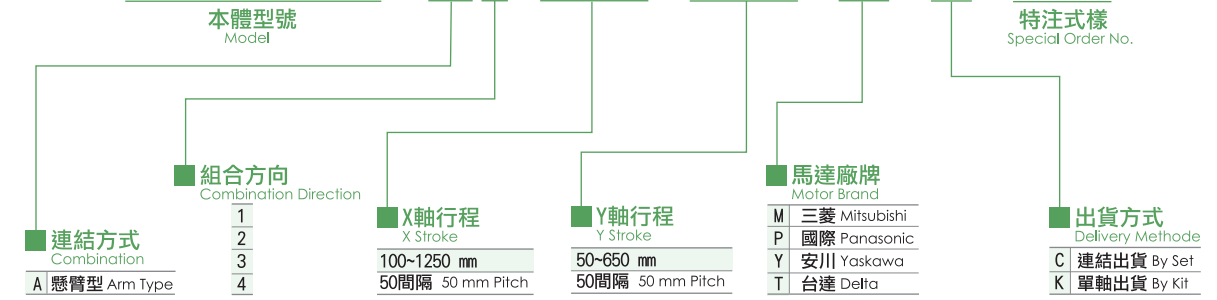 本體型號
Model
特注式樣
Special Order No.
組合方向
Combination Direction
1
2
3
4
馬達廠牌
Motor Brand
M 三菱 Mitsubishi
P 國際 Panasonic
Y 安川 Yaskawa
T 台達 Delta
X軸行程
X Stroke
100~1250 mm
50間隔 50 mm Pitch
Y軸行程
Y Stroke
50~650 mm
50間隔 50 mm Pitch
出貨方式
Delivery Methode
C 連結出貨 By Set
K 單軸出貨 By Kit
連結方式
Combination
A 懸臂型 Arm Type